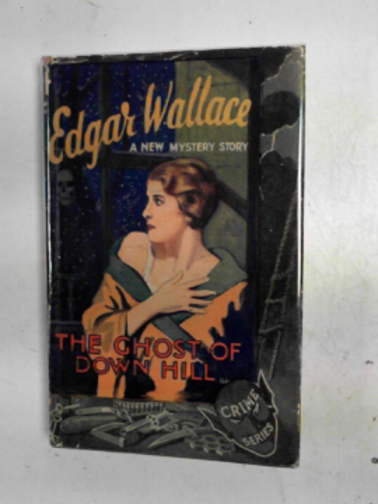 Edgar Wallace
A NEW MYSTERY STORY
THE GHOST OF
DOWN HILL
CRIME
SERIES